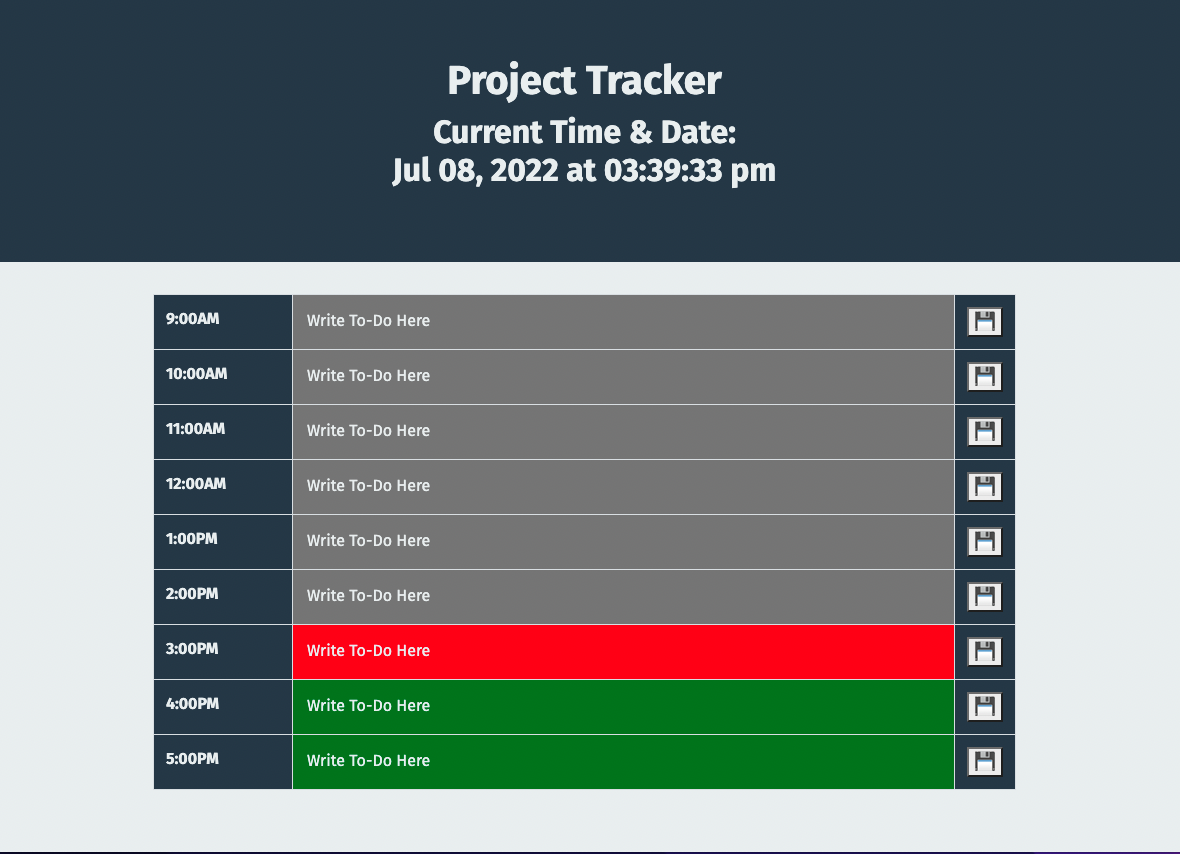 Project Tracker
Current Time & Date:
Jul 08, 2022 at 03:39:33 pm
9:00AM Write To-Do Here
10:00AM Write To-Do Here
11:00AM Write To-Do Here
12:00AM Write To-Do Here
1:00PM Write To-Do Here
2:00PM Write To-Do Here
3:00PM Write To-Do Here
4:00PM Write To-Do Here
5:00PM Write To-Do Here